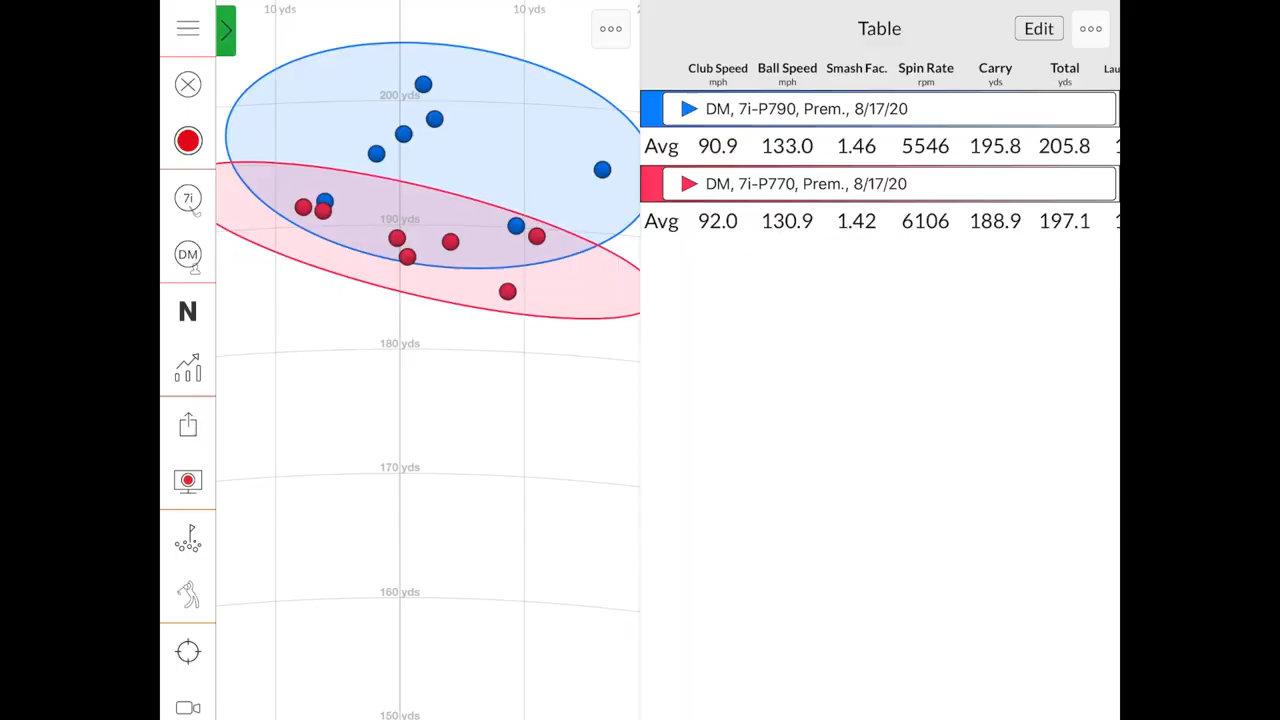 10 yds
10 yds
200 yds
190 yds
180 yds
170 yds
160 yds
150 yds
7i
DM
N
Table
Edit
Club Speed Ball Speed Smash Fac. Spin Rate Carry Total Lau
mph mph rpm yds yds
DM, 7i-P790, Prem., 8/17/20
Avg 90.9 133.0 1.46 5546 195.8 205.8
DM, 7i-P770, Prem., 8/17/20
Avg 92.0 130.9 1.42 6106 188.9 197.1